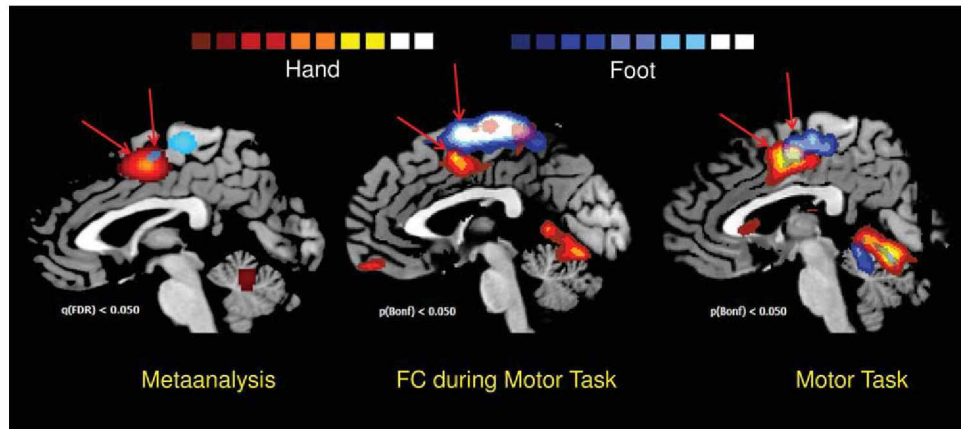 Hand
Foot
q(FDR) < 0.050
p(Bonf) < 0.050
p(Bonf) < 0.050
Metaanalysis
FC during Motor Task
Motor Task